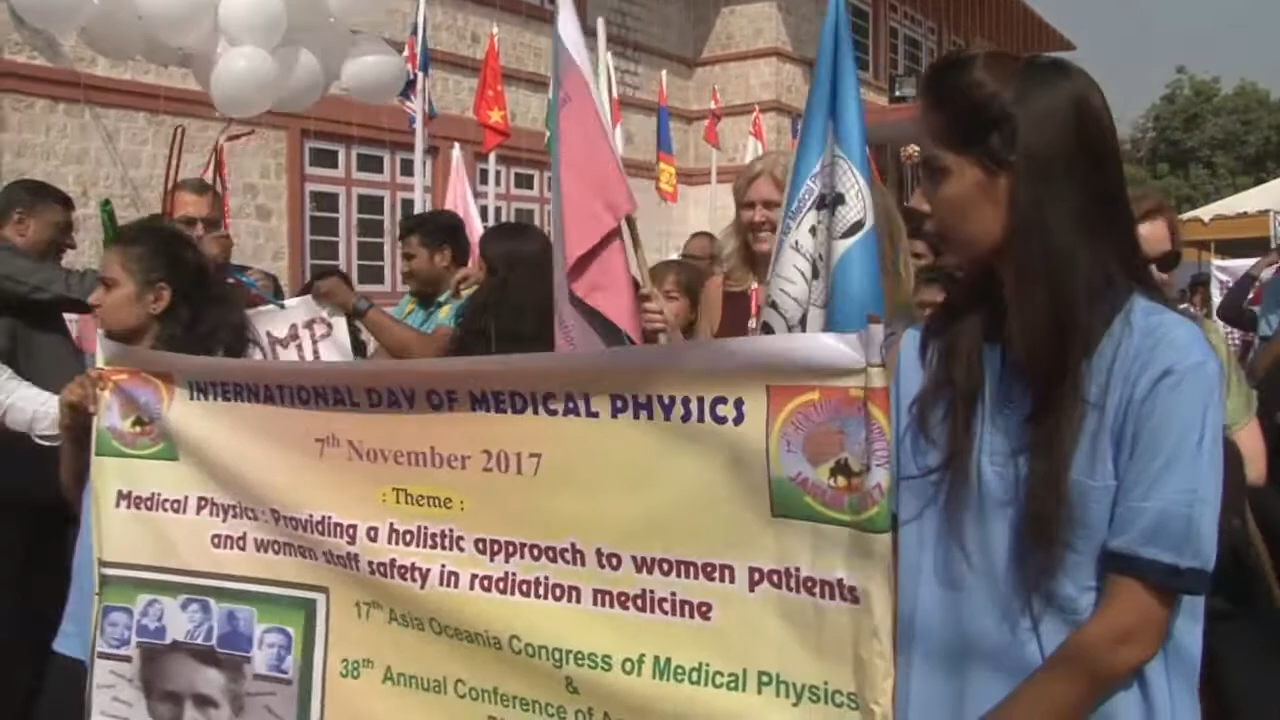 MP
Medical P
INTERNATIONAL DAY OF MEDICAL PHYSICS
7th November 2017
: Theme :
Medical Physics : Providing a holistic approach to women patients
and women staff safety in radiation medicine
17th Asia Oceania Congress of Medical Physics
&
38th Annual Conference of